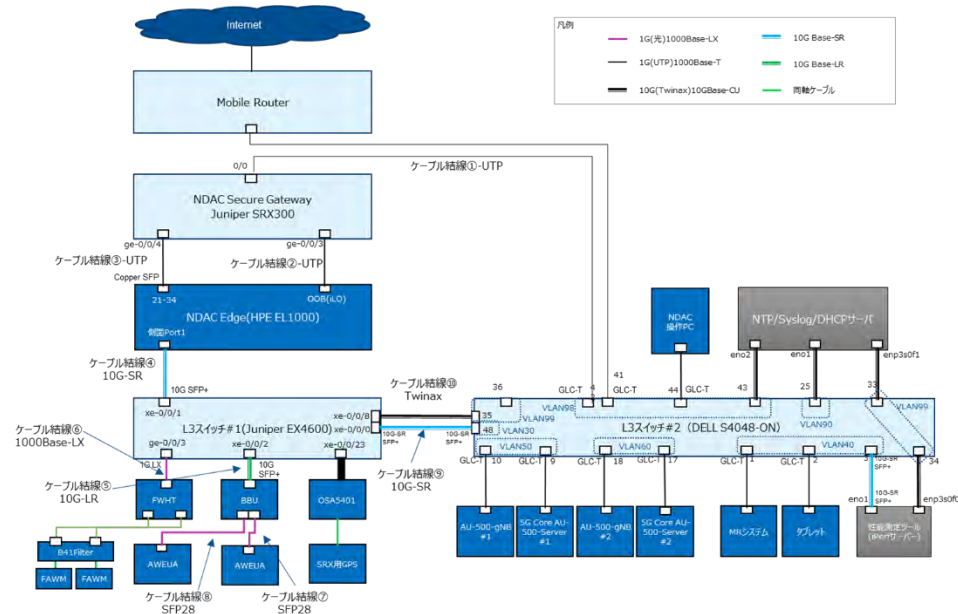 Internet
凡例
1G(光)1000Base-LX
10G Base-SR
1G(UTP)1000Base-T
10G Base-LR
10G(Twinax)10GBase-CU
同軸ケーブル
Mobile Router
0/0
ケーブル結線①-UTP
NDAC Secure Gateway
Juniper SRX300
ge-0/0/4
ge-0/0/3
ケーブル結線③-UTP
ケーブル結線②-UTP
Copper SFP
21-34
OOB(iLO)
NDAC Edge(HPE EL1000)
側面Port1
NDAC
操作PC
NTP/Syslog/DHCPサーバ
eno2
eno1
enp3s0f1
ケーブル結線④
10G-SR
10G SFP+
ケーブル結線⑩
Twinax
36
GLC-T
4
41
GLC-T
44
GLC-T
43
25
33
xe-0/0/1
xe-0/0/8
xe-0/0/0
L3スイッチ#1(Juniper EX4600)
ge-0/0/3
xe-0/0/2
xe-0/0/23
10G-SR
SFP+
10G-SR
SFP+
35
48
VLAN99
VLAN30
VLAN98
VLAN90
VLAN99
L3スイッチ#2（DELL S4048-ON）
VLAN50
VLAN60
VLAN40
ケーブル結線⑥
1000Base-LX
ケーブル結線⑤
10G-LR
1G LX
10G
SFP+
ケーブル結線⑨
10G-SR
GLC-T
10
GLC-T
9
GLC-T
18
GLC-T
17
GLC-T
1
GLC-T
2
3
10G-SR
SFP+
34
FWHT
BBU
OSA5401
10G-SR
SFP+
eno1
enp3s0f0
AU-500-gNB
#1
5G Core AU-
500-Server
#1
AU-500-gNB
#2
5G Core AU-
500-Server
#2
MRシステム
タブレット
性能測定ツール
(iPerfサーバー)
B41Filter
FAWM
FAWM
AWEUA
AWEUA
SRX用GPS
ケーブル結線⑧
SFP28
ケーブル結線⑦
SFP28